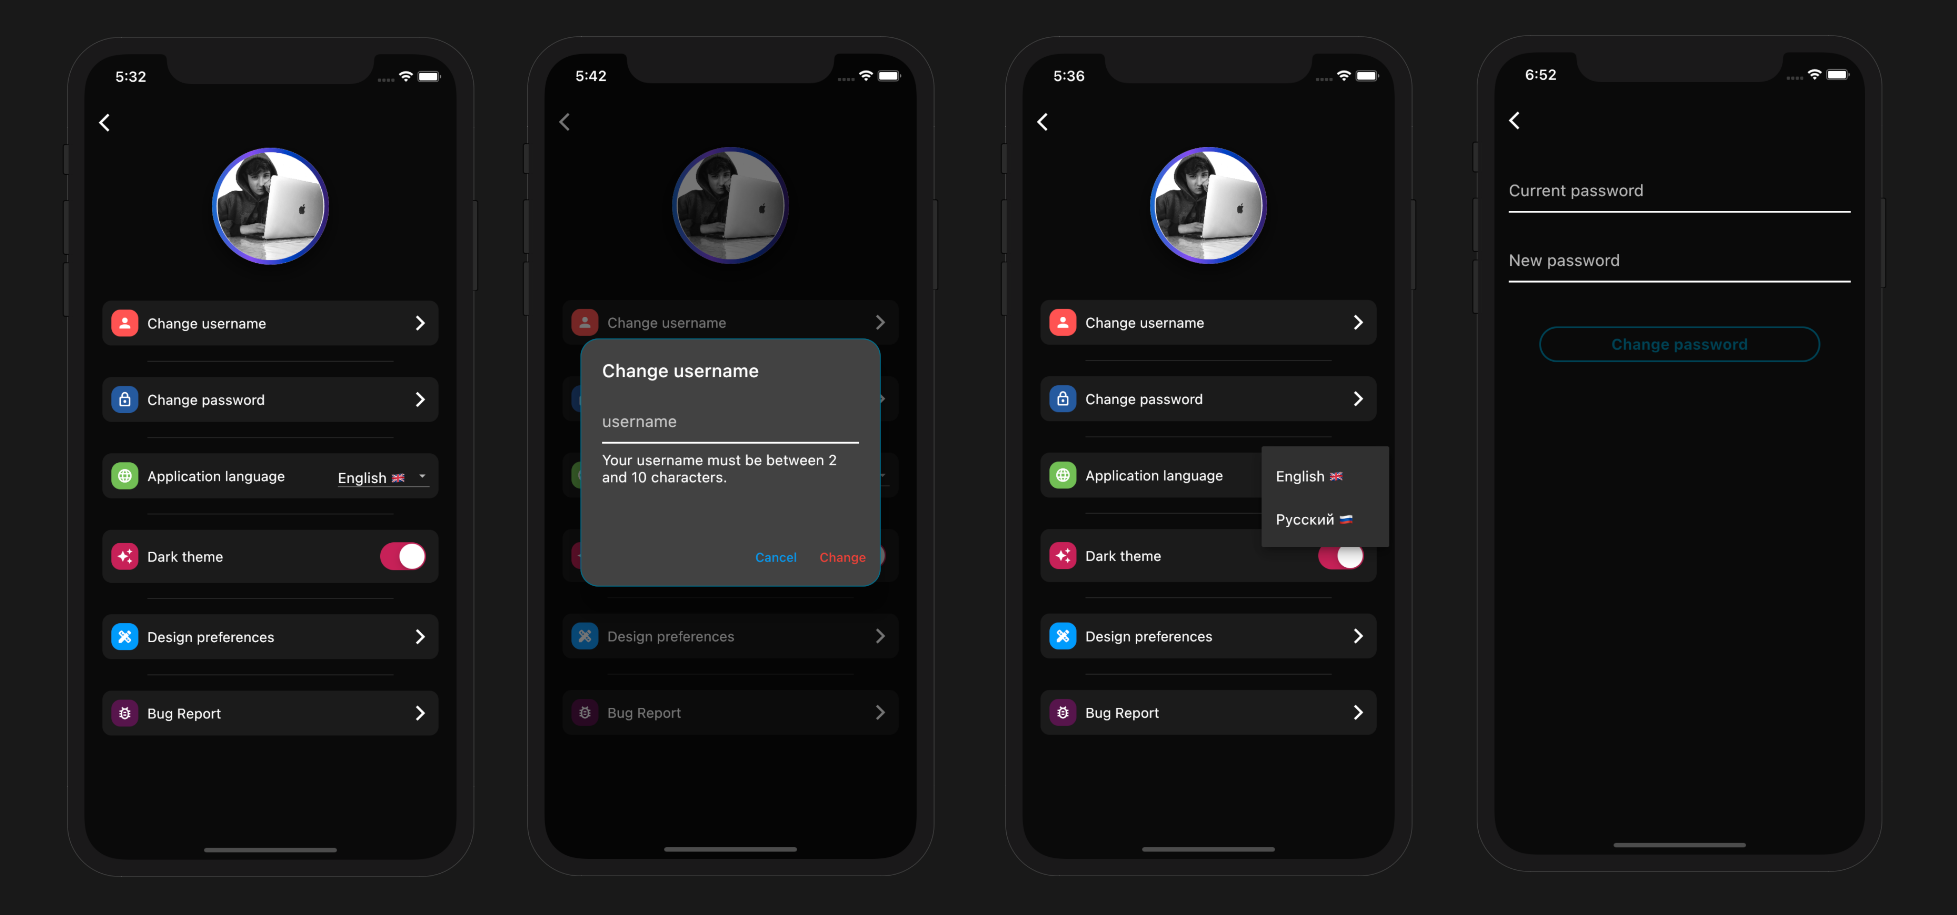 5:32
Change username
Change password
Application language
English 🇬🇧
Dark theme
Design preferences
Bug Report
5:42
Change username
Change username
username
Your username must be between 2
and 10 characters.
Cancel Change
Design preferences
Bug Report
5:36
Change username
Change password
Application language
English 🇬🇧
Русский 🇷🇺
Dark theme
Design preferences
Bug Report
6:52
Current password
New password
Change password